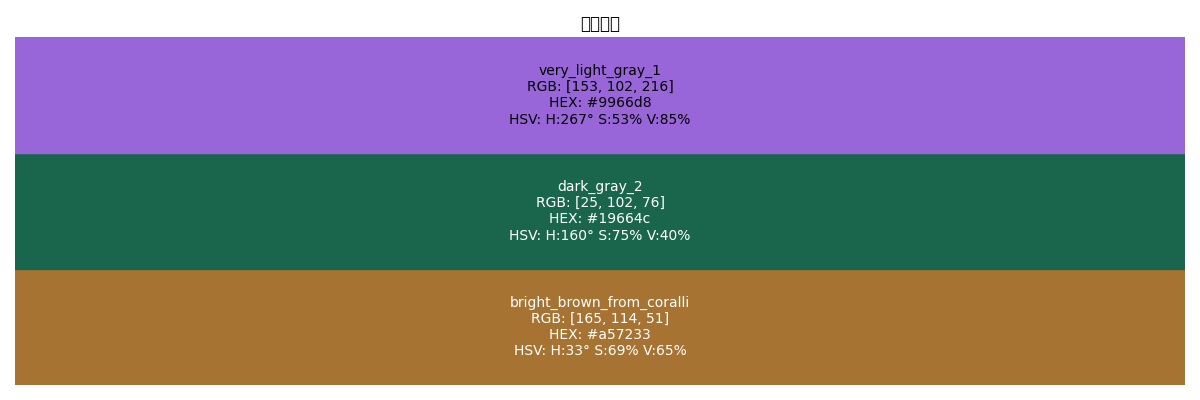 very_light_gray_1
RGB: [153, 102, 216]
HEX: #9966d8
HSV: H:267° S:53% V:85%
dark_gray_2
RGB: [25, 102, 76]
HEX: #19664c
HSV: H:160° S:75% V:40%
bright_brown_from_coralli
RGB: [165, 114, 51]
HEX: #a57233
HSV: H:33° S:69% V:65%